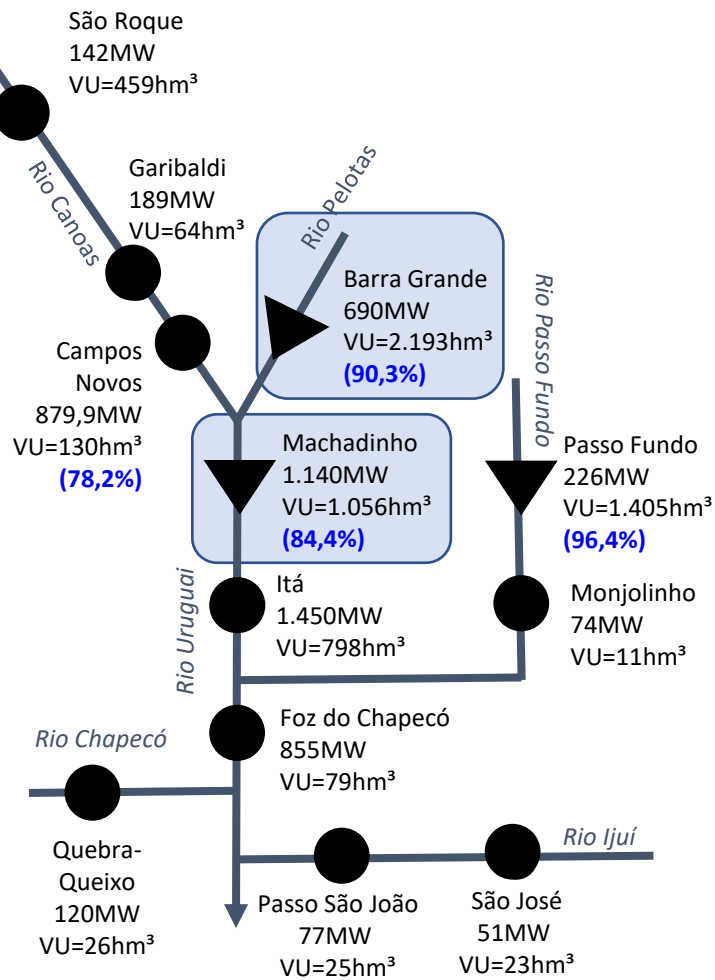 São Roque
142MW
VU=459hm³
Rio Canoas
Garibaldi
189MW
VU=64hm³
Rio Pelotas
Barra Grande
690MW
VU=2.193hm³
(90,3%)
Rio Passo Fundo
Campos
Novos
879,9MW
VU=130hm³
(78,2%)
Machadinho
1.140MW
VU=1.056hm³
(84,4%)
Passo Fundo
226MW
VU=1.405hm³
(96,4%)
Rio Uruguai
Itá
1.450MW
VU=798hm³
Monjolinho
74MW
VU=11hm³
Foz do Chapecó
855MW
VU=79hm³
Rio Chapecó
Quebra-
Queixo
120MW
VU=26hm³
Rio Ijuí
Passo São João
77MW
VU=25hm³
São José
51MW
VU=23hm³